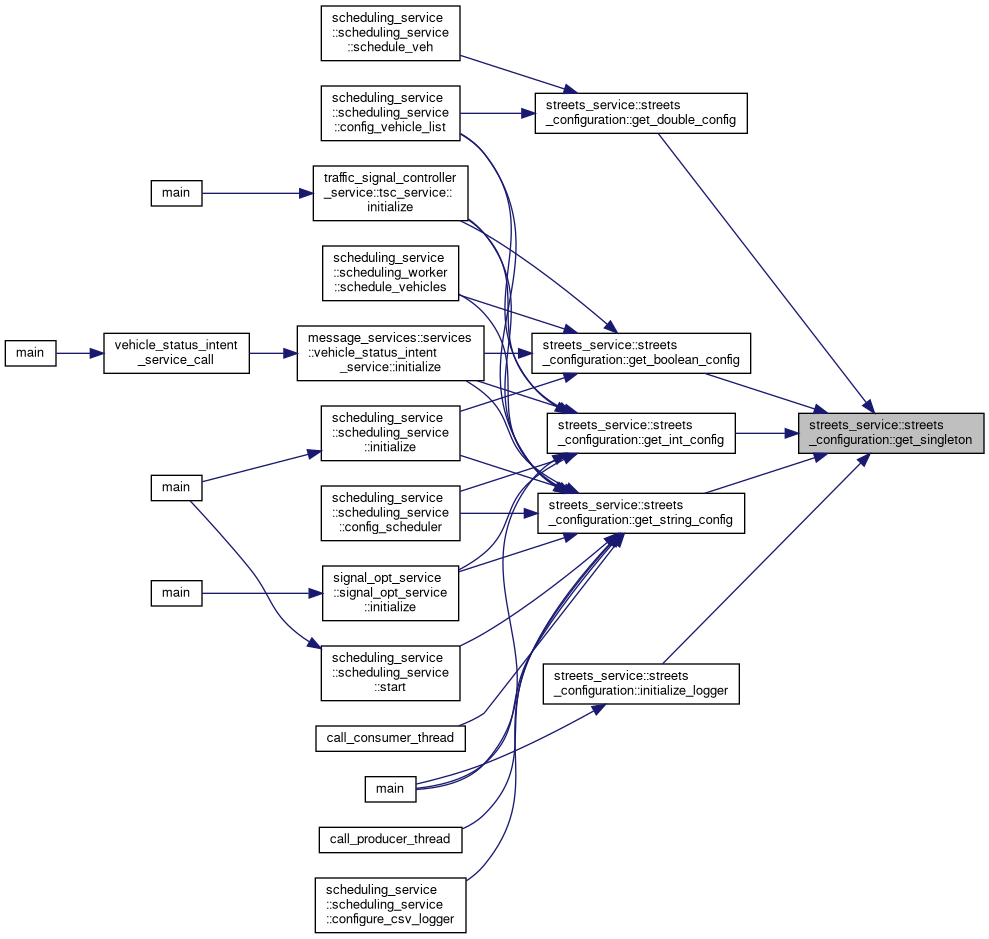 scheduling_service
::scheduling_service
::schedule_veh
streets_service::streets
_configuration::get_double_config
scheduling_service
::scheduling_service
::config_vehicle_list
traffic_signal_controller
_service::tsc_service::
initialize
main
scheduling_service
::scheduling_worker
::schedule_vehicles
main
vehicle_status_intent
_service_call
message_services::services
::vehicle_status_intent
_service::initialize
streets_service::streets
_configuration::get_boolean_config
scheduling_service
::scheduling_service
::initialize
streets_service::streets
_configuration::get_int_config
streets_service::streets
_configuration::get_singleton
main
scheduling_service
::scheduling_service
::config_scheduler
streets_service::streets
_configuration::get_string_config
main
signal_opt_service
::signal_opt_service
::initialize
scheduling_service
::scheduling_service
::start
streets_service::streets
_configuration::initialize_logger
call_consumer_thread
main
call_producer_thread
scheduling_service
::scheduling_service
::configure_csv_logger